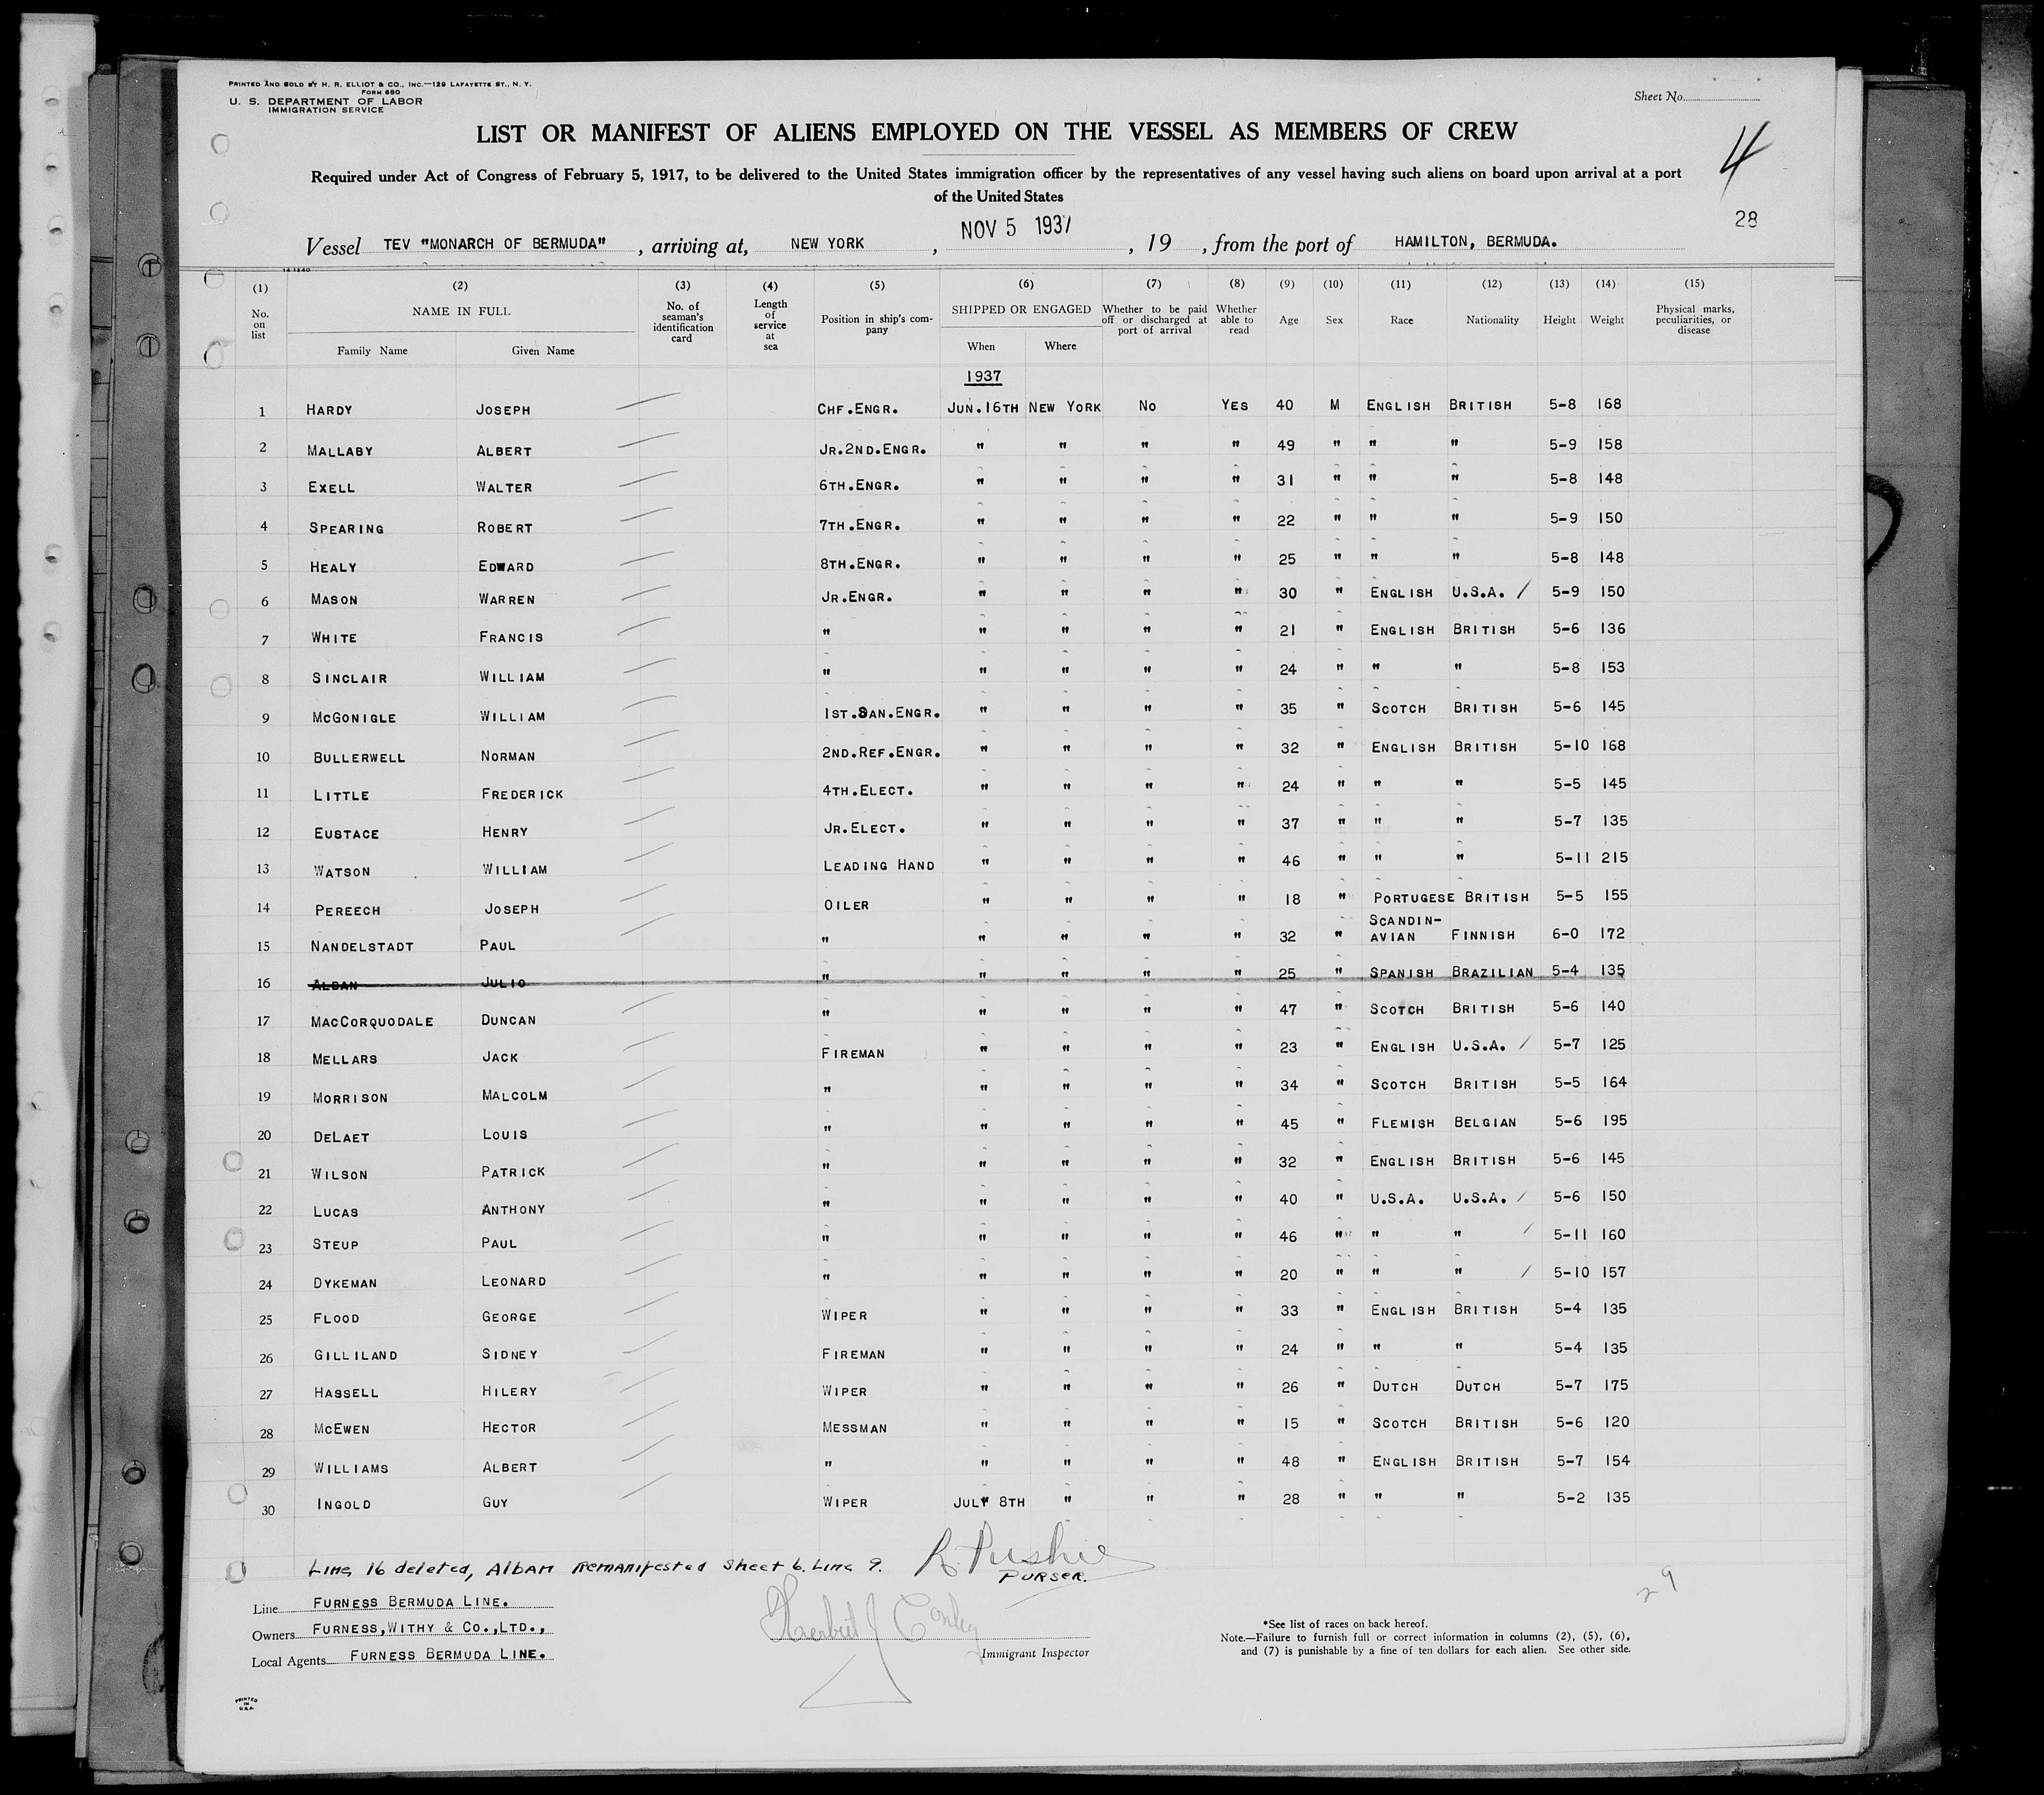 PRINTED AND SOLD BY H. R. ELLIOT & CO., INC.—129 LAFAYETTE ST., N. Y.
FORM 680
U. S. DEPARTMENT OF LABOR
IMMIGRATION SERVICE
Sheet No.
LIST OR MANIFEST OF ALIENS EMPLOYED ON THE VESSEL AS MEMBERS OF CREW
4
Required under Act of Congress of February 5, 1917, to be delivered to the United States immigration officer by the representatives of any vessel having such aliens on board upon arrival at a port
of the United States
28
Vessel TEV "MONARCH OF BERMUDA" , arriving at, NEW YORK , NOV 5 1937 , 19 , from the port of HAMILTON, BERMUDA.
14-1240
(1) (2) (3) (4) (5) (6) (7) (8) (9) (10) (11) (12) (13) (14) (15)
No. on list NAME IN FULL Family Name Given Name No. of seaman's identification card Length of service at sea Position in ship's company SHIPPED OR ENGAGED When Where Whether to be paid off or discharged at port of arrival Whether able to read Age Sex Race Nationality Height Weight Physical marks, peculiarities, or disease
1937
1 HARDY JOSEPH CHF.ENGR. JUN.16TH NEW YORK NO YES 40 M ENGLISH BRITISH 5-8 168
2 MALLABY ALBERT JR.2ND.ENGR. " " " " 49 " " " 5-9 158
3 EXELL WALTER 6TH.ENGR. " " " " 31 " " " 5-8 148
4 SPEARING ROBERT 7TH.ENGR. " " " " 22 " " " 5-9 150
5 HEALY EDWARD 8TH.ENGR. " " " " 25 " " " 5-8 148
6 MASON WARREN JR.ENGR. " " " " 30 " ENGLISH U.S.A. / 5-9 150
7 WHITE FRANCIS " " " " " 21 " ENGLISH BRITISH 5-6 136
8 SINCLAIR WILLIAM " " " " " 24 " " " 5-8 153
9 MCGONIGLE WILLIAM 1ST.SAN.ENGR. " " " " 35 " SCOTCH BRITISH 5-6 145
10 BULLERWELL NORMAN 2ND.REF.ENGR. " " " " 32 " ENGLISH BRITISH 5-10 168
11 LITTLE FREDERICK 4TH.ELECT. " " " " 24 " " " 5-5 145
12 EUSTACE HENRY JR.ELECT. " " " " 37 " " " 5-7 135
13 WATSON WILLIAM LEADING HAND " " " " 46 " " " 5-11 215
14 PEREECH JOSEPH OILER " " " " 18 " PORTUGESE BRITISH 5-5 155
15 NANDELSTADT PAUL " " " " " 32 " SCANDIN-AVIAN FINNISH 6-0 172
16 ALBAN JULIO " " " " " 25 " SPANISH BRAZILIAN 5-4 135
17 MACCORQUODALE DUNCAN " " " " " 47 " SCOTCH BRITISH 5-6 140
18 MELLARS JACK FIREMAN " " " " 23 " ENGLISH U.S.A. / 5-7 125
19 MORRISON MALCOLM " " " " " 34 " SCOTCH BRITISH 5-5 164
20 DELAET LOUIS " " " " " 45 " FLEMISH BELGIAN 5-6 195
21 WILSON PATRICK " " " " " 32 " ENGLISH BRITISH 5-6 145
22 LUCAS ANTHONY " " " " " 40 " U.S.A. U.S.A. / 5-6 150
23 STEUP PAUL " " " " " 46 " " " / 5-11 160
24 DYKEMAN LEONARD " " " " " 20 " " " / 5-10 157
25 FLOOD GEORGE WIPER " " " " 33 " ENGLISH BRITISH 5-4 135
26 GILLILAND SIDNEY FIREMAN " " " " 24 " " " 5-4 135
27 HASSELL HILERY WIPER " " " " 26 " DUTCH DUTCH 5-7 175
28 MCEWEN HECTOR MESSMAN " " " " 15 " SCOTCH BRITISH 5-6 120
29 WILLIAMS ALBERT " " " " " 48 " ENGLISH BRITISH 5-7 154
30 INGOLD GUY WIPER JULY 8TH " " " 28 " " " 5-2 135
Line 16 deleted, Alban remanifested Sheet 6. Line 9. R. Pushie
PURSER.
29
Line FURNESS BERMUDA LINE.
Owners FURNESS, WITHY & CO., LTD.,
Local Agents FURNESS BERMUDA LINE.
Herbert J Conley
Immigrant Inspector
*See list of races on back hereof.
Note.—Failure to furnish full or correct information in columns (2), (5), (6),
and (7) is punishable by a fine of ten dollars for each alien. See other side.
PRINTED
IN
U.S.A.